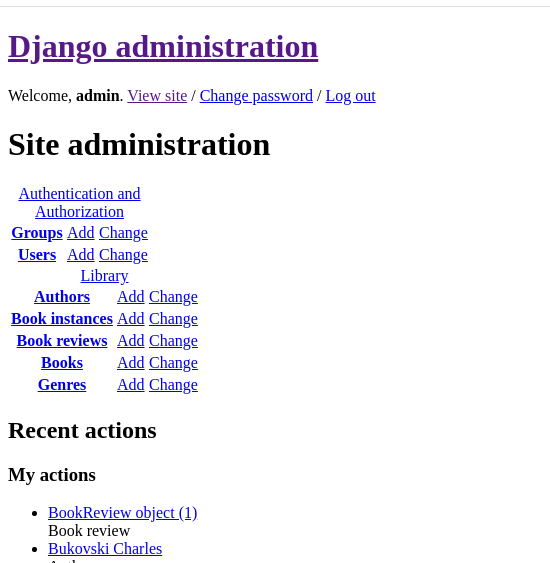 Django administration
Welcome, admin. View site / Change password / Log out
Site administration
Authentication and
Authorization
Groups Add Change
Users Add Change
Library
Authors Add Change
Book instances Add Change
Book reviews Add Change
Books Add Change
Genres Add Change
Recent actions
My actions
BookReview object (1)
Book review
Bukovski Charles